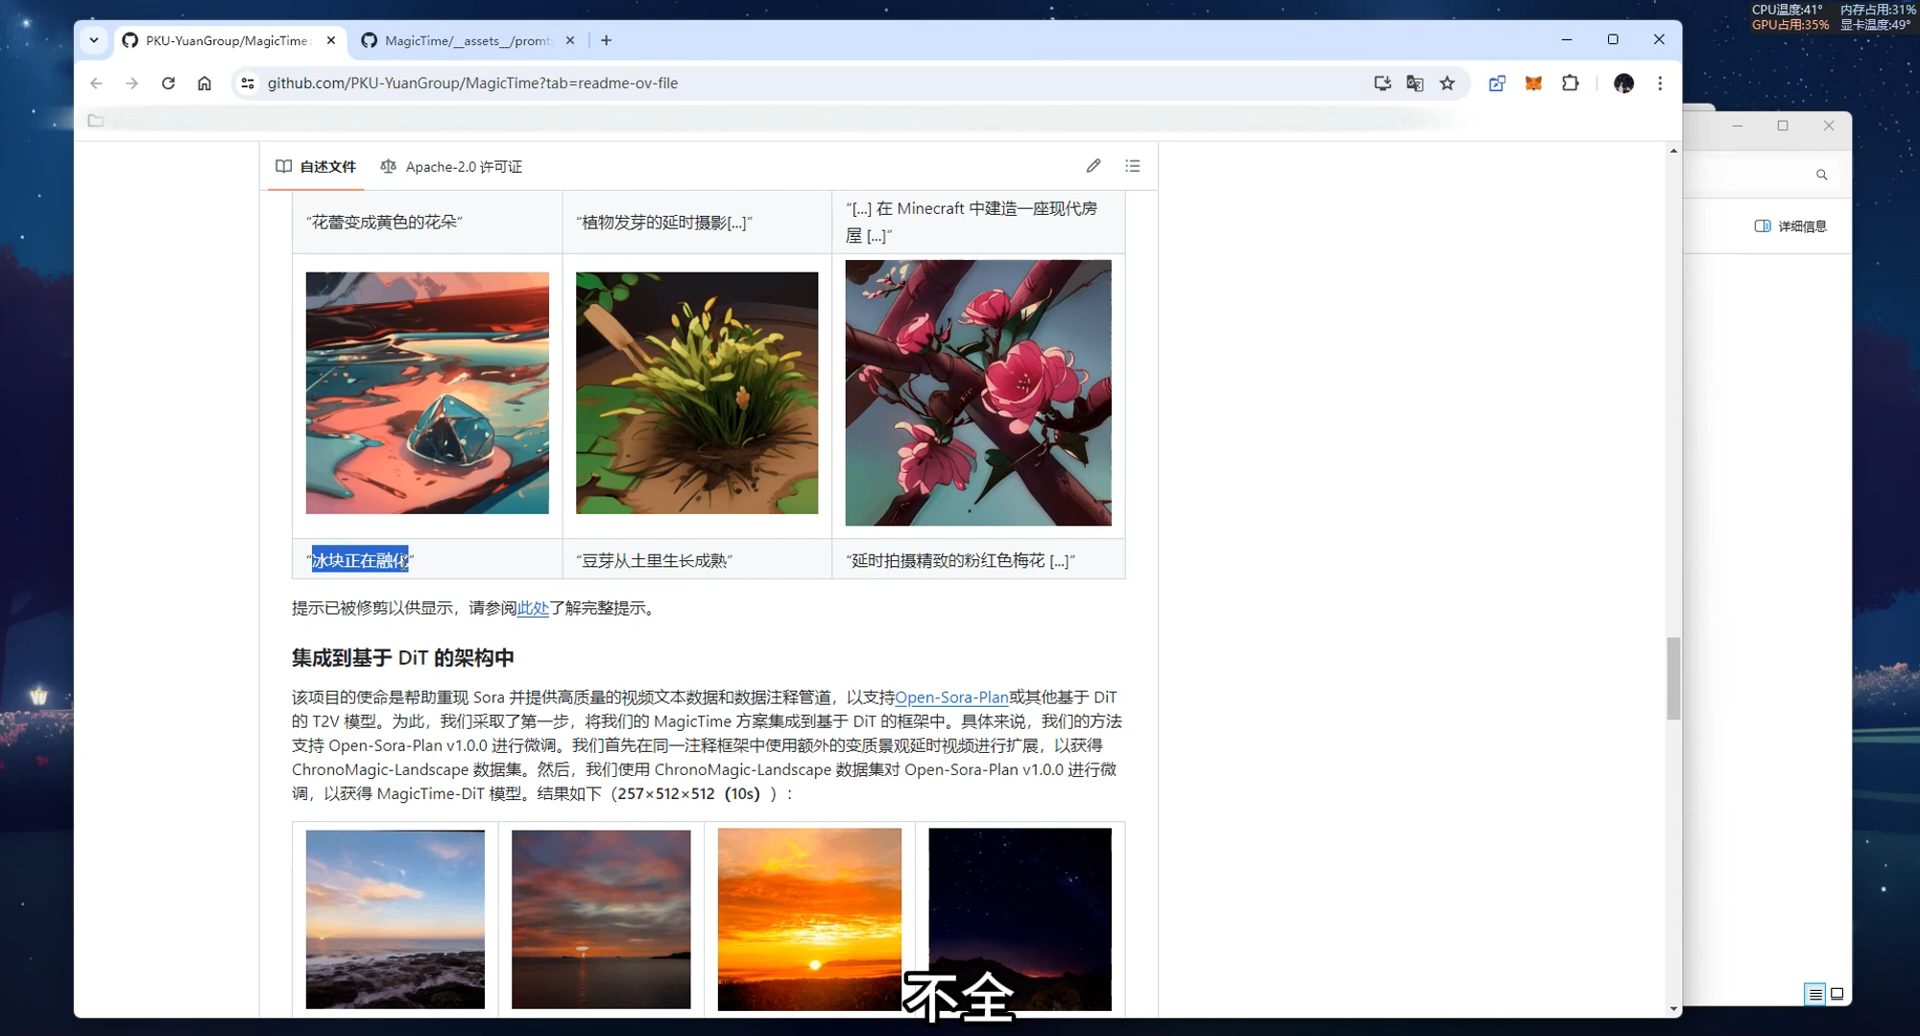 CPU温度:41° 内存占用:31%
GPU占用:35% 显卡温度:49°
PKU-YuanGroup/MagicTime:
MagicTime/__assets__/promt
github.com/PKU-YuanGroup/MagicTime?tab=readme-ov-file
自述文件
Apache-2.0 许可证
详细信息
“花蕾变成黄色的花朵”
“植物发芽的延时摄影[...]”
“[...] 在 Minecraft 中建造一座现代房
屋 [...]”
“冰块正在融化”
“豆芽从土里生长成熟”
“延时拍摄精致的粉红色梅花 [...]”
提示已被修剪以供显示，请参阅此处了解完整提示。
集成到基于 DiT 的架构中
该项目的使命是帮助重现 Sora 并提供高质量的视频文本数据和数据注释管道，以支持Open-Sora-Plan或其他基于 DiT
的 T2V 模型。为此，我们采取了第一步，将我们的 MagicTime 方案集成到基于 DiT 的框架中。具体来说，我们的方法
支持 Open-Sora-Plan v1.0.0 进行微调。我们首先在同一注释框架中使用额外的变质景观延时视频进行扩展，以获得
ChronoMagic-Landscape 数据集。然后，我们使用 ChronoMagic-Landscape 数据集对 Open-Sora-Plan v1.0.0 进行微
调，以获得 MagicTime-DiT 模型。结果如下（257×512×512（10s））：
不全